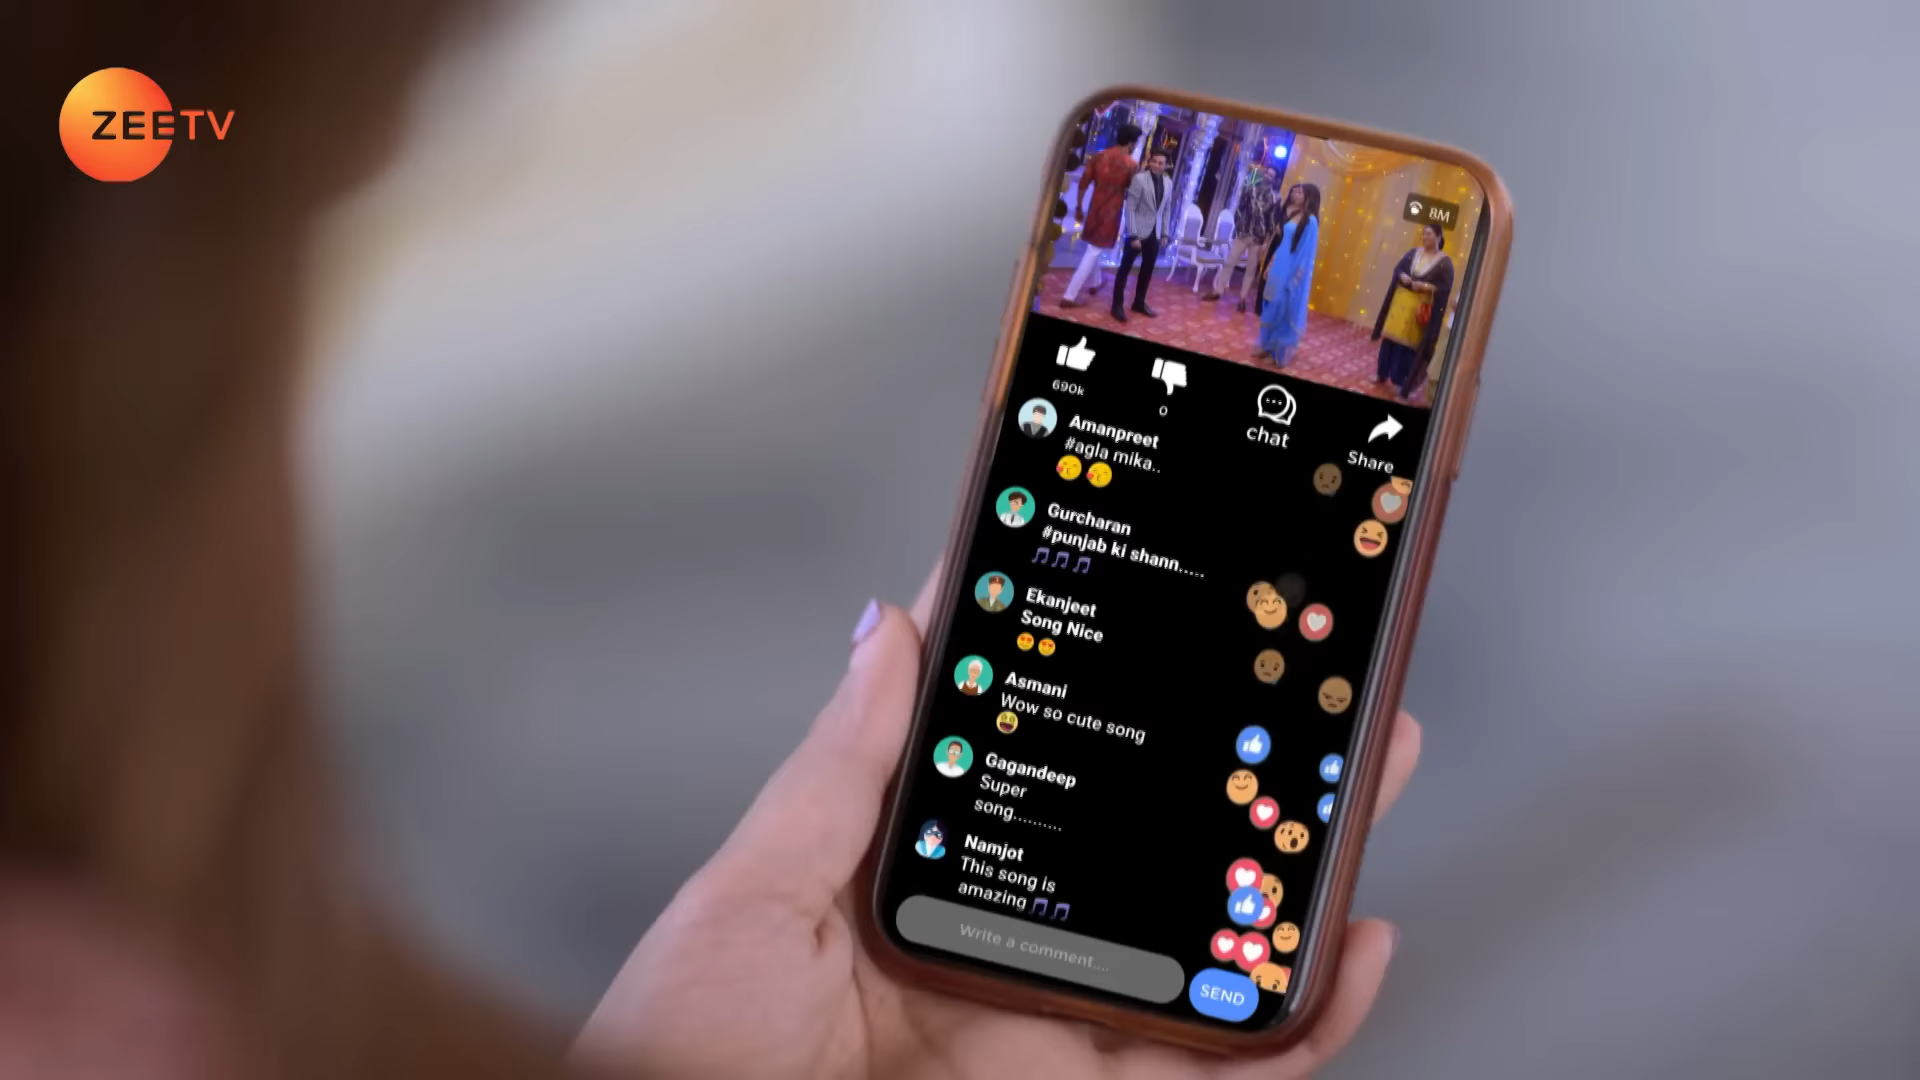 ZEETV
8M
690k
0
chat
Share
Amanpreet
#agla mika..
Gurcharan
#punjab ki shann.....
Ekanjeet
Song Nice
Asmani
Wow so cute song
Gagandeep
Super
song..........
Namjot
This song is
amazing
Write a comment....
SEND